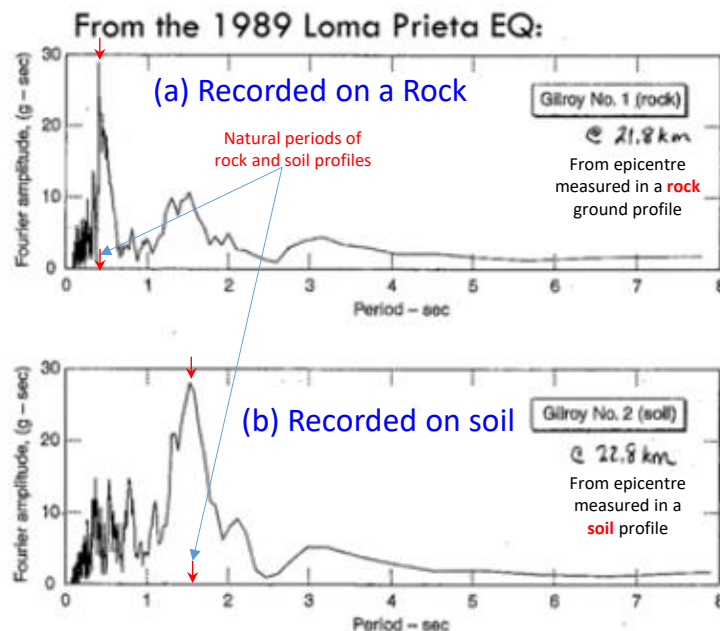 From the 1989 Loma Prieta EQ:
30
20
10
0
Fourier amplitude, (g – sec)
(a) Recorded on a Rock
Natural periods of
rock and soil profiles
Gilroy No. 1 (rock)
@ 21.8 km
From epicentre
measured in a rock
ground profile
0 1 2 3 4 5 6 7 8
Period – sec
30
20
10
0
Fourier amplitude, (g – sec)
(b) Recorded on soil
Gilroy No. 2 (soil)
@ 22.8 km
From epicentre
measured in a
soil profile
0 1 2 3 4 5 6 7 8
Period – sec